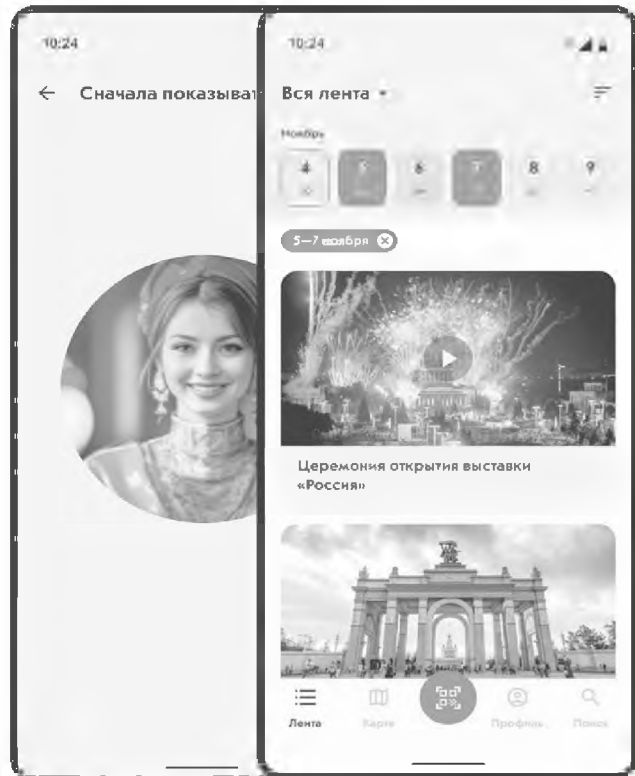 10:24
← Сначала показыват
10:24
Вся лента
Ноябрь
4 5 6 7 8 9
5—7 ноября
Церемония открытия выставки
«Россия»
Лента Карта Профиль Поиск